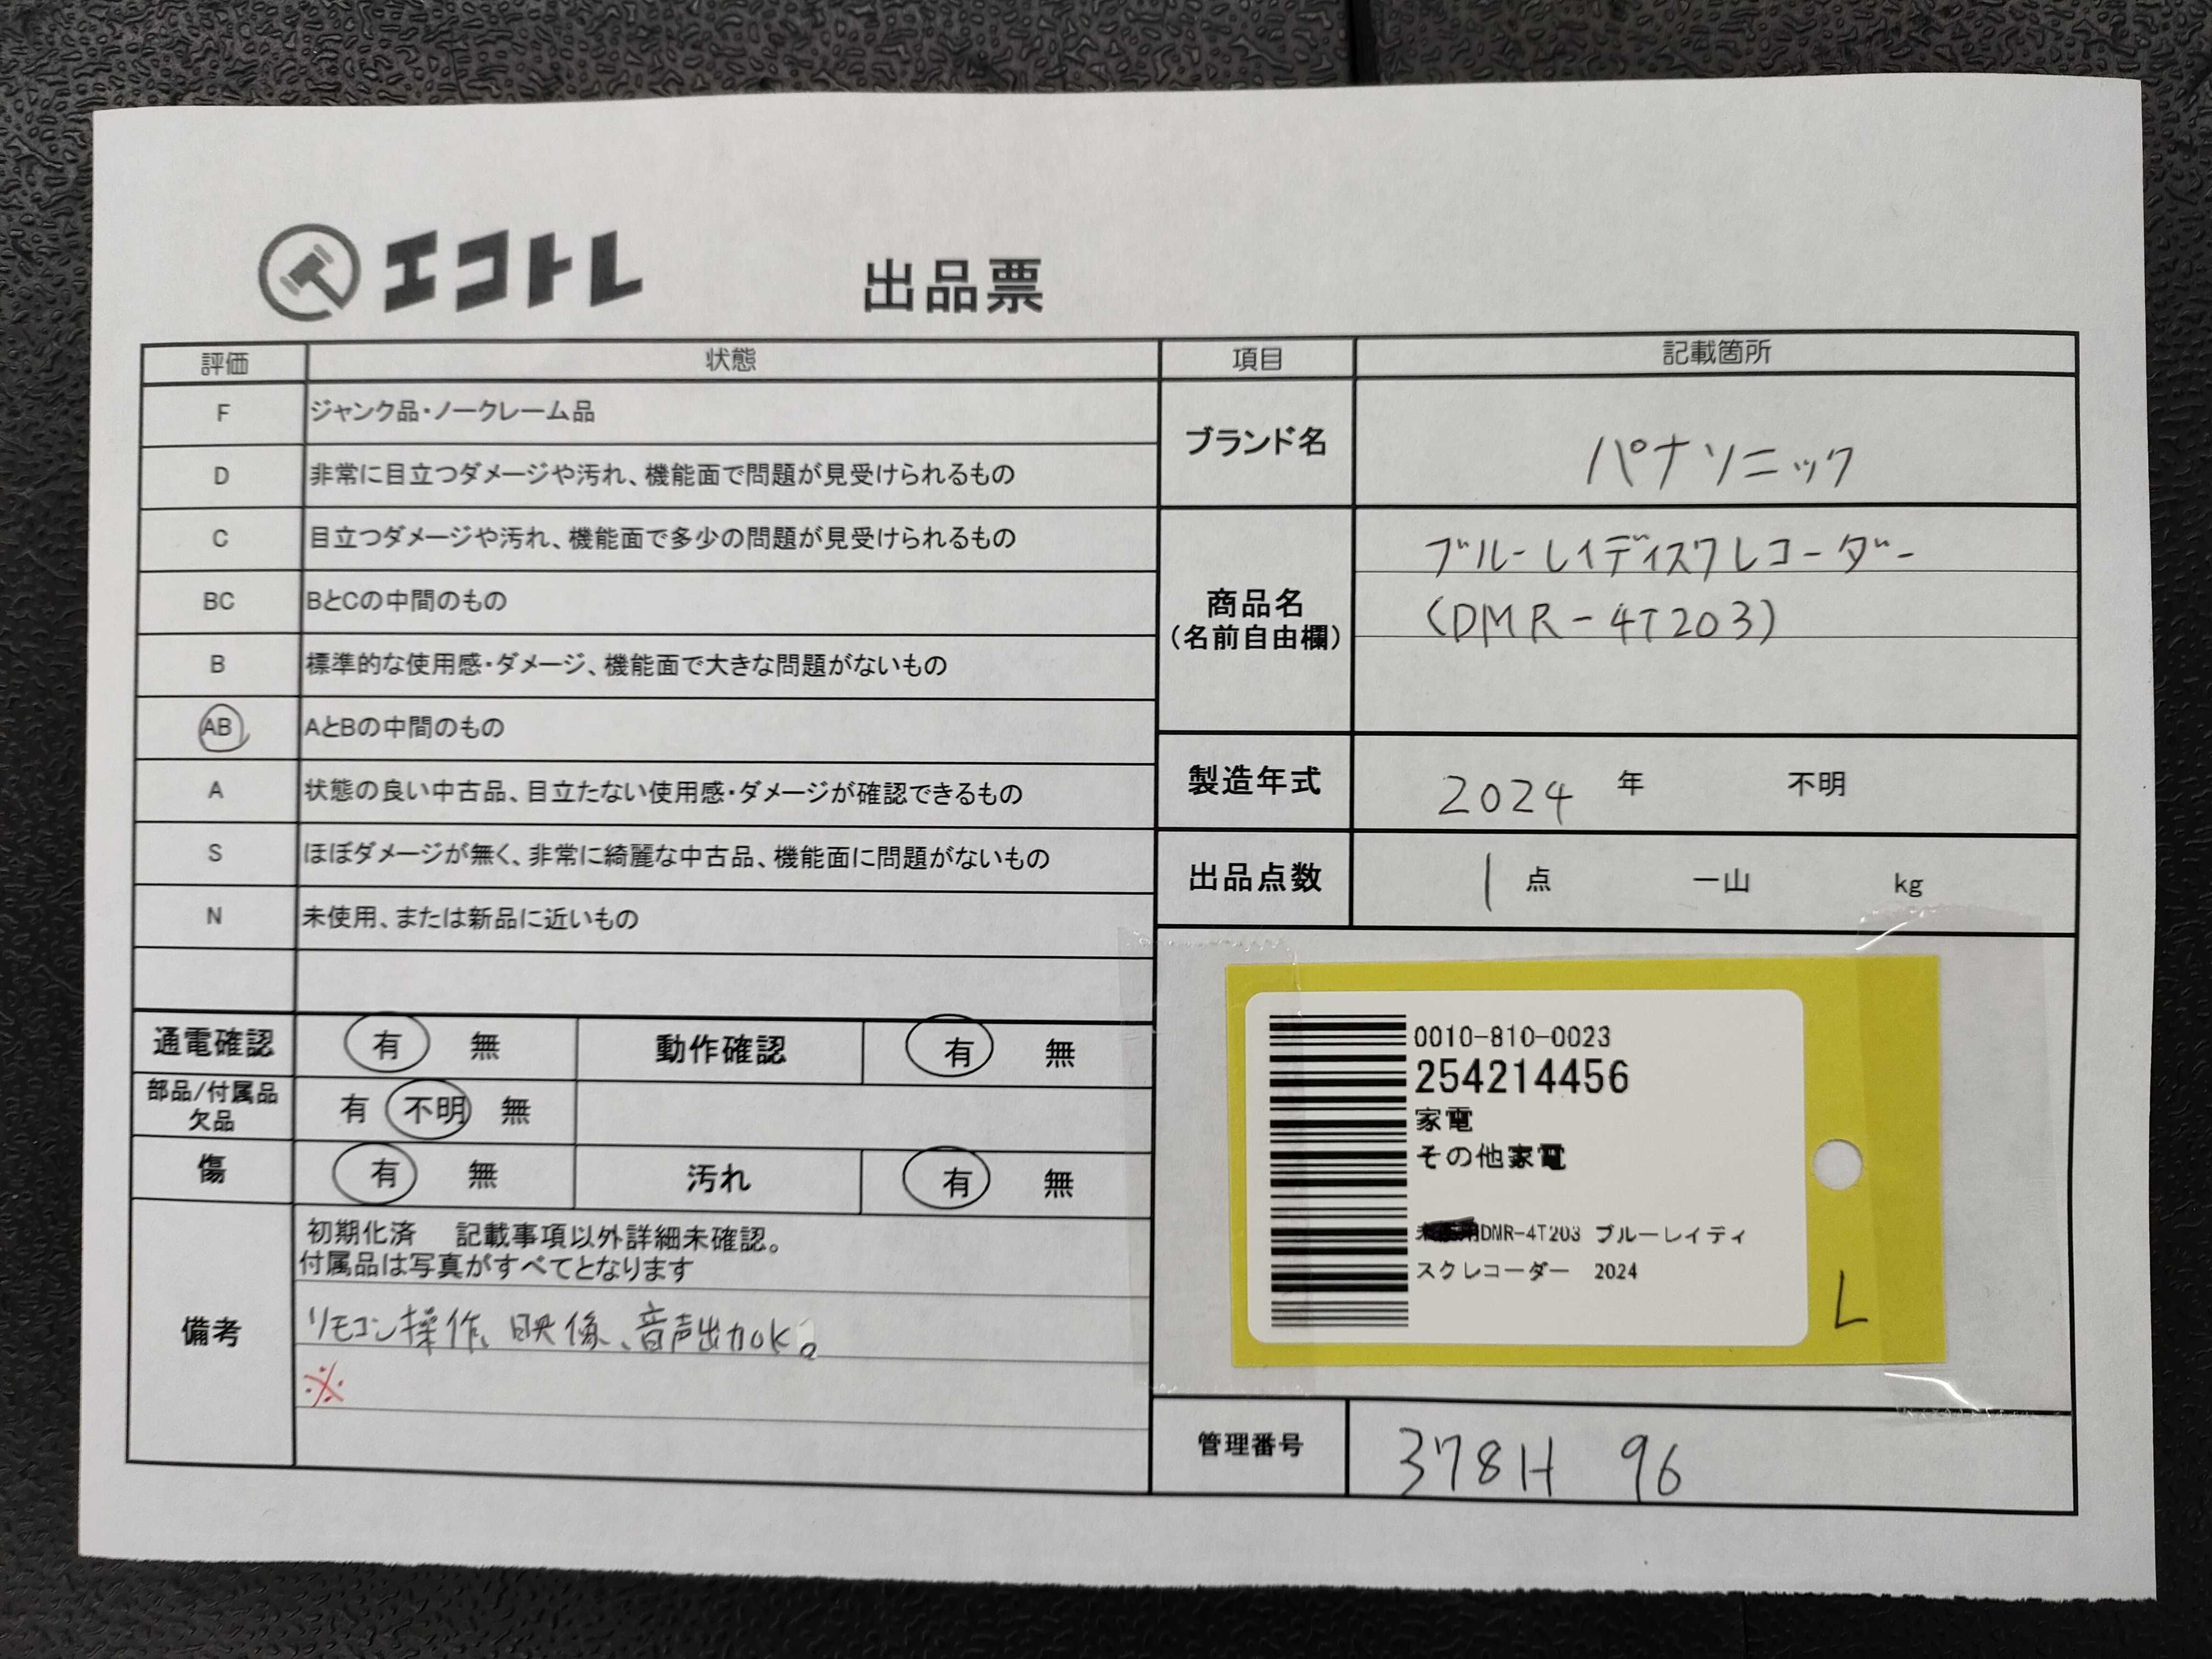 エコトレ
出品票
評価 状態
F ジャンク品・ノークレーム品
D 非常に目立つダメージや汚れ、機能面で問題が見受けられるもの
C 目立つダメージや汚れ、機能面で多少の問題が見受けられるもの
BC BとCの中間のもの
B 標準的な使用感・ダメージ、機能面で大きな問題がないもの
AB AとBの中間のもの
A 状態の良い中古品、目立たない使用感・ダメージが確認できるもの
S ほぼダメージが無く、非常に綺麗な中古品、機能面に問題がないもの
N 未使用、または新品に近いもの
通電確認 有 無 動作確認 有 無
部品/付属品
欠品 有 不明 無
傷 有 無 汚れ 有 無
備考
初期化済 記載事項以外詳細未確認。
付属品は写真がすべてとなります
リモコン操作、映像、音声出力OK。
※
項目 記載箇所
ブランド名 パナソニック
商品名
(名前自由欄)
ブルーレイディスクレコーダー
(DMR-4T203)
製造年式 2024 年 不明
出品点数 1 点 一山 kg
0010-810-0023
254214456
家電
その他家電
DMR-4T203 ブルーレイディ
スクレコーダー 2024
L
管理番号 378H 96